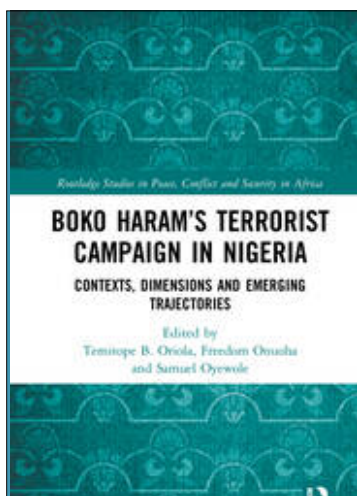 Routledge Studies in Peace, Conflict and Security in Africa
BOKO HARAM'S TERRORIST
CAMPAIGN IN NIGERIA
CONTEXTS, DIMENSIONS AND EMERGING
TRAJECTORIES
Edited by
Temitope B. Oriola, Freedom Onuoha
and Samuel Oyewole